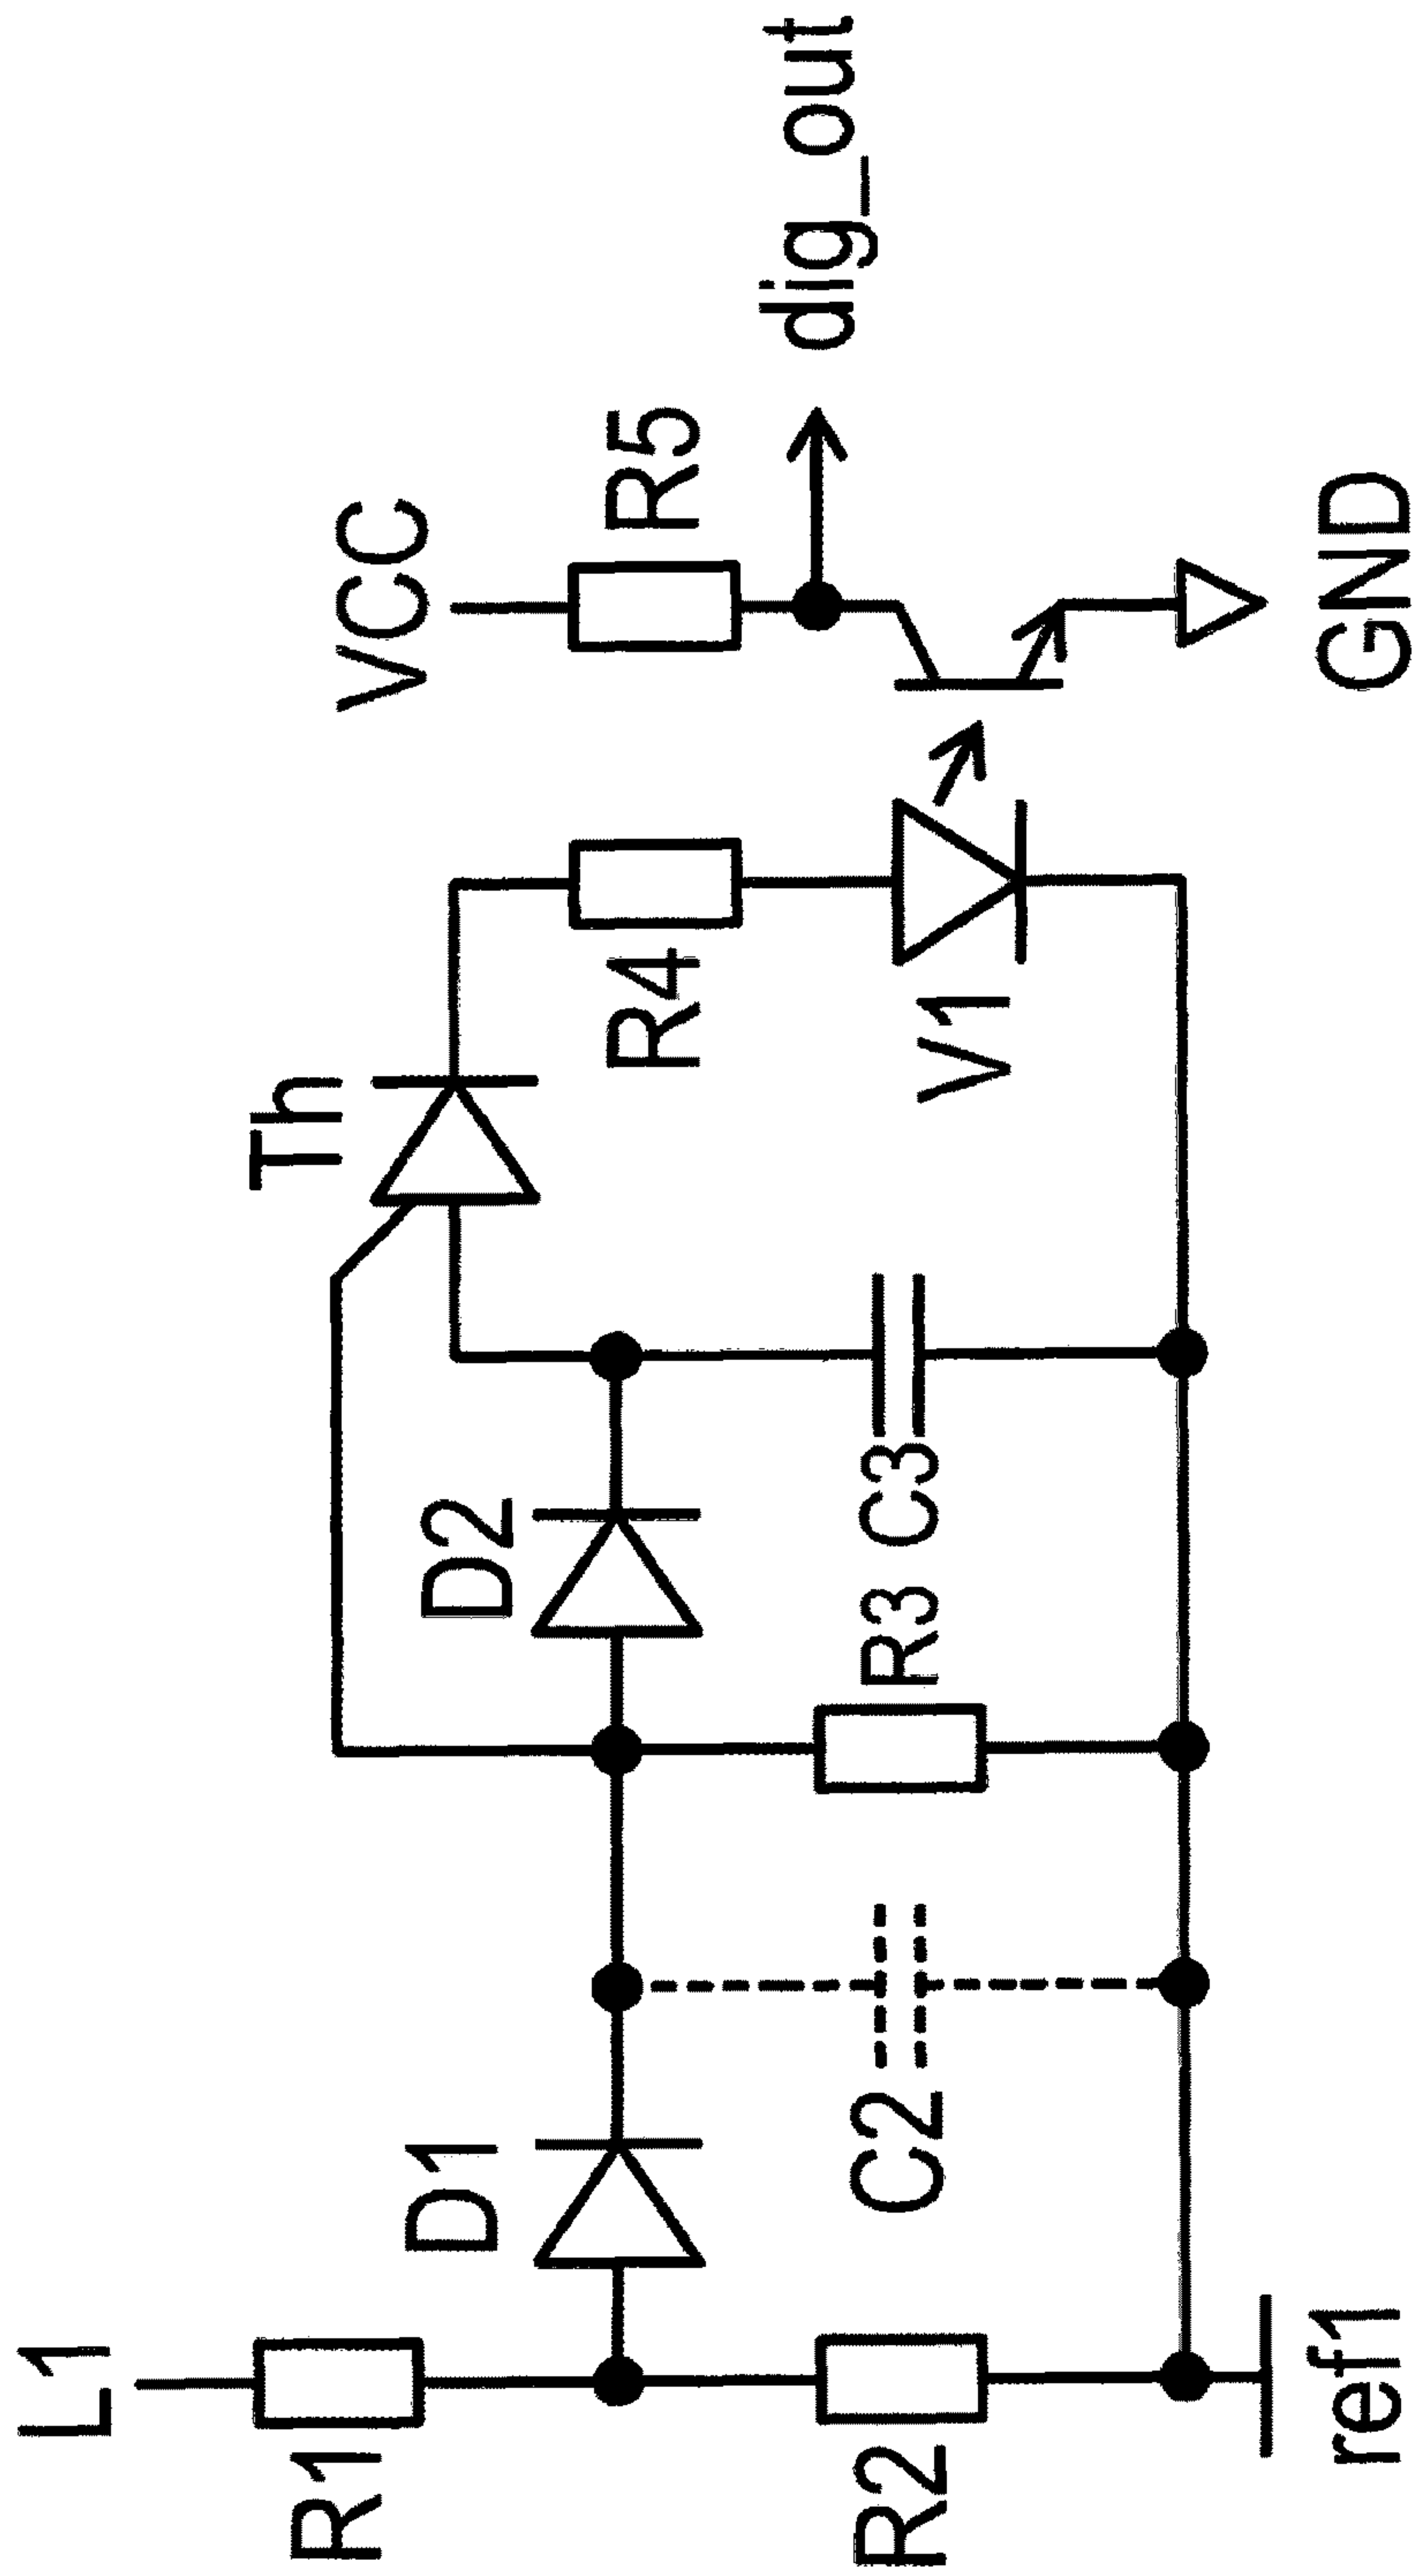 L1
R1
D1
D2
Th
VCC
R5
R4
dig_out
C2
R3
C3
V1
R2
ref1
GND